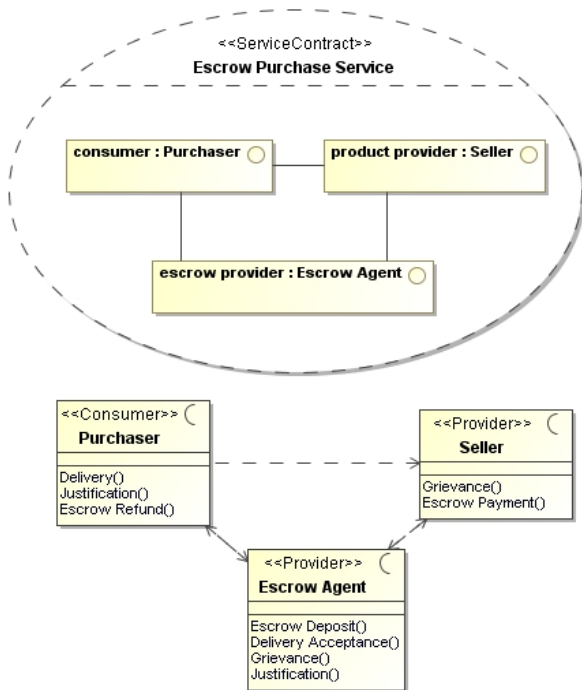 <<ServiceContract>>
Escrow Purchase Service
consumer : Purchaser
product provider : Seller
escrow provider : Escrow Agent
<<Consumer>>
Purchaser
Delivery()
Justification()
Escrow Refund()
<<Provider>>
Seller
Grievance()
Escrow Payment()
<<Provider>>
Escrow Agent
Escrow Deposit()
Delivery Acceptance()
Grievance()
Justification()